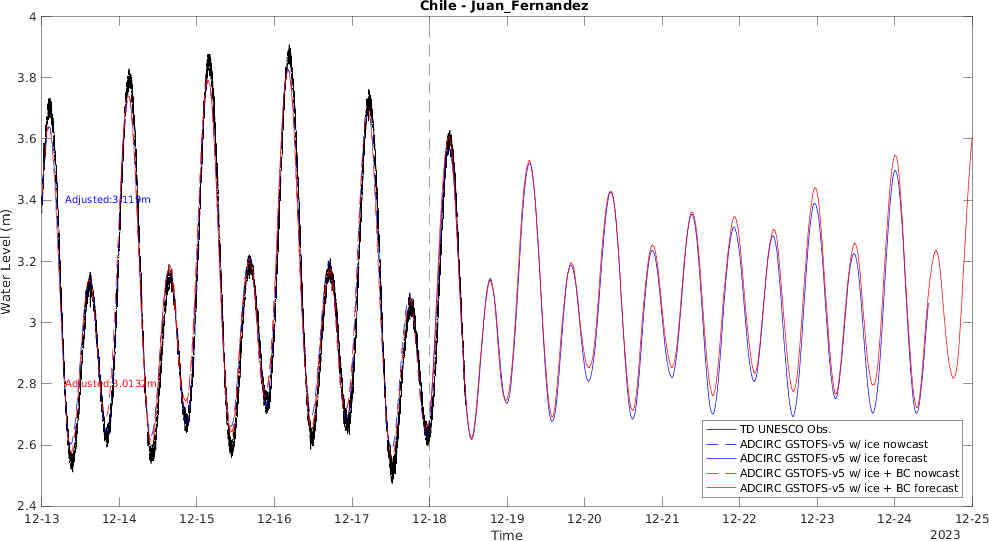 Chile - Juan_Fernandez
4
3.8
3.6
3.4
3.2
3
2.8
2.6
2.4
Water Level (m)
Adjusted:3.119m
Adjusted:3.0132m
TD UNESCO Obs.
ADCIRC GSTOFS-v5 w/ ice nowcast
ADCIRC GSTOFS-v5 w/ ice forecast
ADCIRC GSTOFS-v5 w/ ice + BC nowcast
ADCIRC GSTOFS-v5 w/ ice + BC forecast
12-13 12-14 12-15 12-16 12-17 12-18 12-19 12-20 12-21 12-22 12-23 12-24 12-25
Time
2023